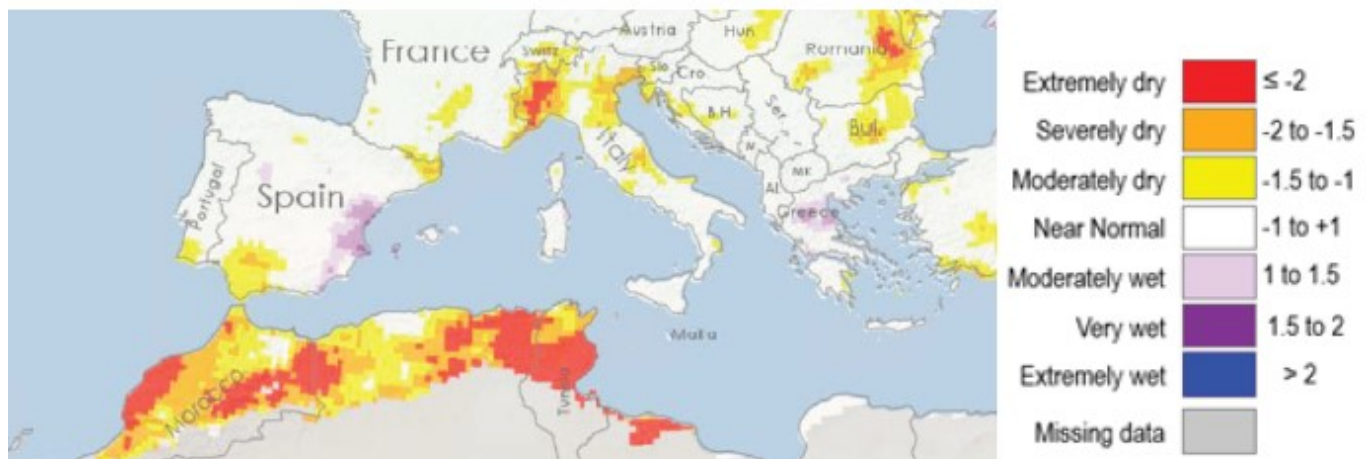 Austria
Hun.
France
Switz
Romania
Slo
Cro
B.H.
Ser
Bul.
Italy
M.
Portugal
Spain
MK
Al
Greece
Malta
Morocco
Tunisia
Extremely dry ≤ -2
Severely dry -2 to -1.5
Moderately dry -1.5 to -1
Near Normal -1 to +1
Moderately wet 1 to 1.5
Very wet 1.5 to 2
Extremely wet > 2
Missing data